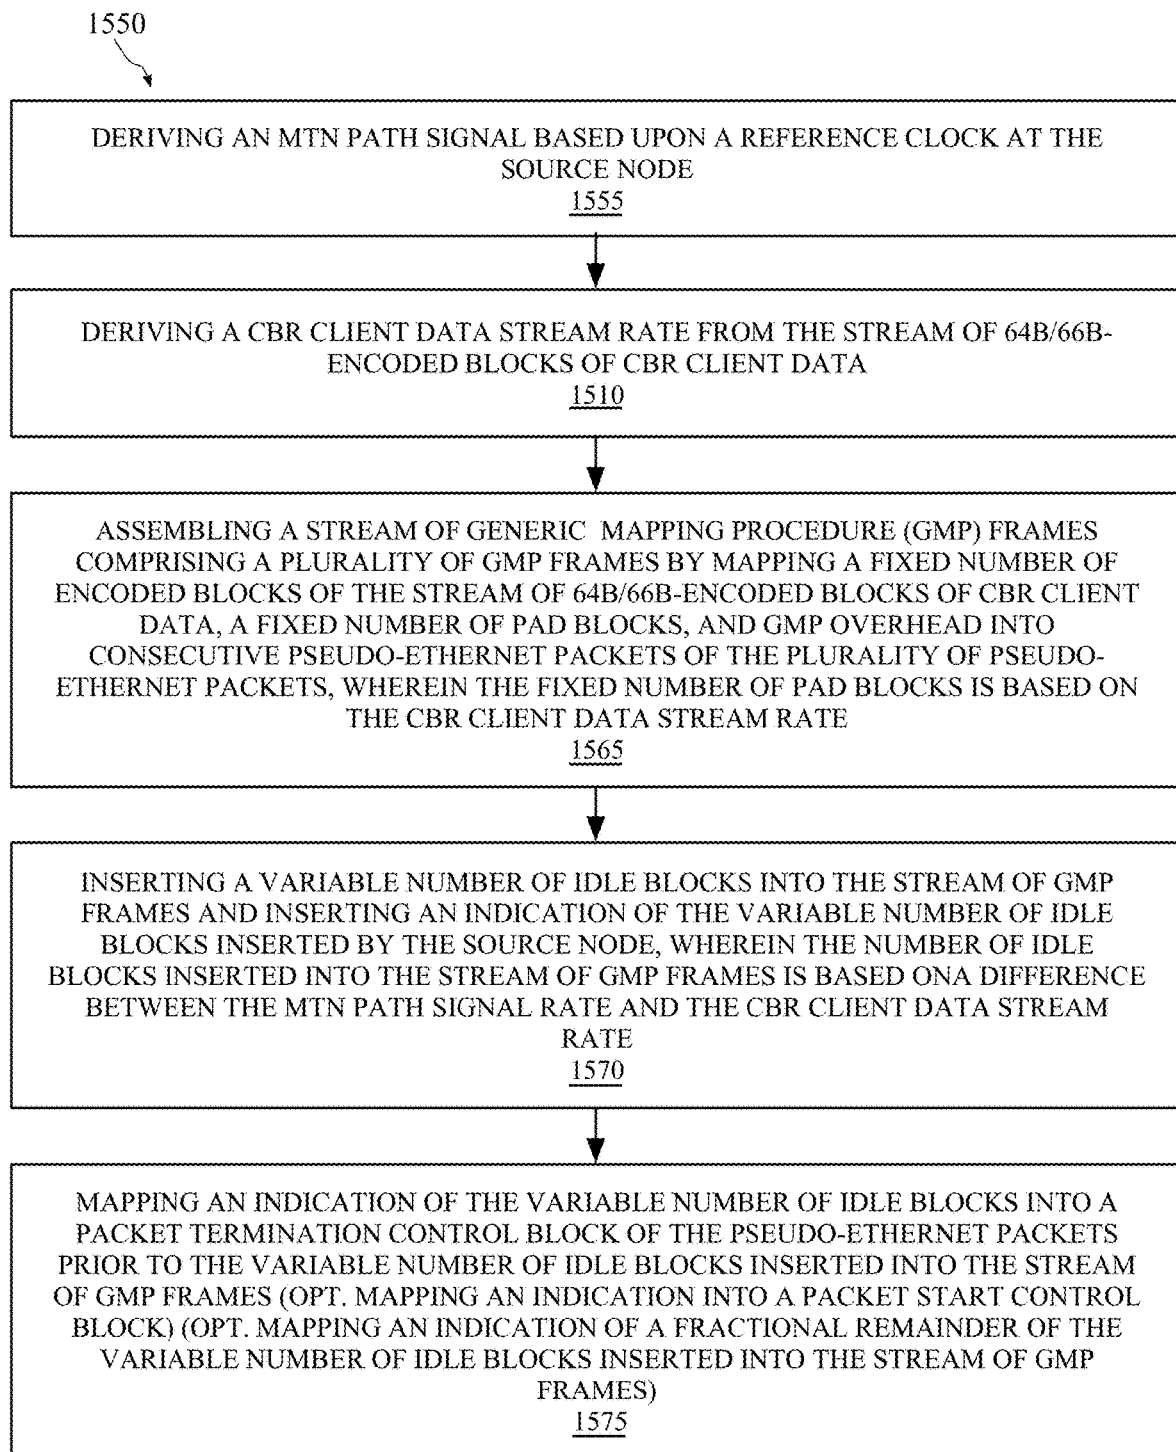 1550
DERIVING AN MTN PATH SIGNAL BASED UPON A REFERENCE CLOCK AT THE
SOURCE NODE
1555
DERIVING A CBR CLIENT DATA STREAM RATE FROM THE STREAM OF 64B/66B-
ENCODED BLOCKS OF CBR CLIENT DATA
1510
ASSEMBLING A STREAM OF GENERIC MAPPING PROCEDURE (GMP) FRAMES
COMPRISING A PLURALITY OF GMP FRAMES BY MAPPING A FIXED NUMBER OF
ENCODED BLOCKS OF THE STREAM OF 64B/66B-ENCODED BLOCKS OF CBR CLIENT
DATA, A FIXED NUMBER OF PAD BLOCKS, AND GMP OVERHEAD INTO
CONSECUTIVE PSEUDO-ETHERNET PACKETS OF THE PLURALITY OF PSEUDO-
ETHERNET PACKETS, WHEREIN THE FIXED NUMBER OF PAD BLOCKS IS BASED ON
THE CBR CLIENT DATA STREAM RATE
1565
INSERTING A VARIABLE NUMBER OF IDLE BLOCKS INTO THE STREAM OF GMP
FRAMES AND INSERTING AN INDICATION OF THE VARIABLE NUMBER OF IDLE
BLOCKS INSERTED BY THE SOURCE NODE, WHEREIN THE NUMBER OF IDLE
BLOCKS INSERTED INTO THE STREAM OF GMP FRAMES IS BASED ONA DIFFERENCE
BETWEEN THE MTN PATH SIGNAL RATE AND THE CBR CLIENT DATA STREAM
RATE
1570
MAPPING AN INDICATION OF THE VARIABLE NUMBER OF IDLE BLOCKS INTO A
PACKET TERMINATION CONTROL BLOCK OF THE PSEUDO-ETHERNET PACKETS
PRIOR TO THE VARIABLE NUMBER OF IDLE BLOCKS INSERTED INTO THE STREAM
OF GMP FRAMES (OPT. MAPPING AN INDICATION INTO A PACKET START CONTROL
BLOCK) (OPT. MAPPING AN INDICATION OF A FRACTIONAL REMAINDER OF THE
VARIABLE NUMBER OF IDLE BLOCKS INSERTED INTO THE STREAM OF GMP
FRAMES)
1575